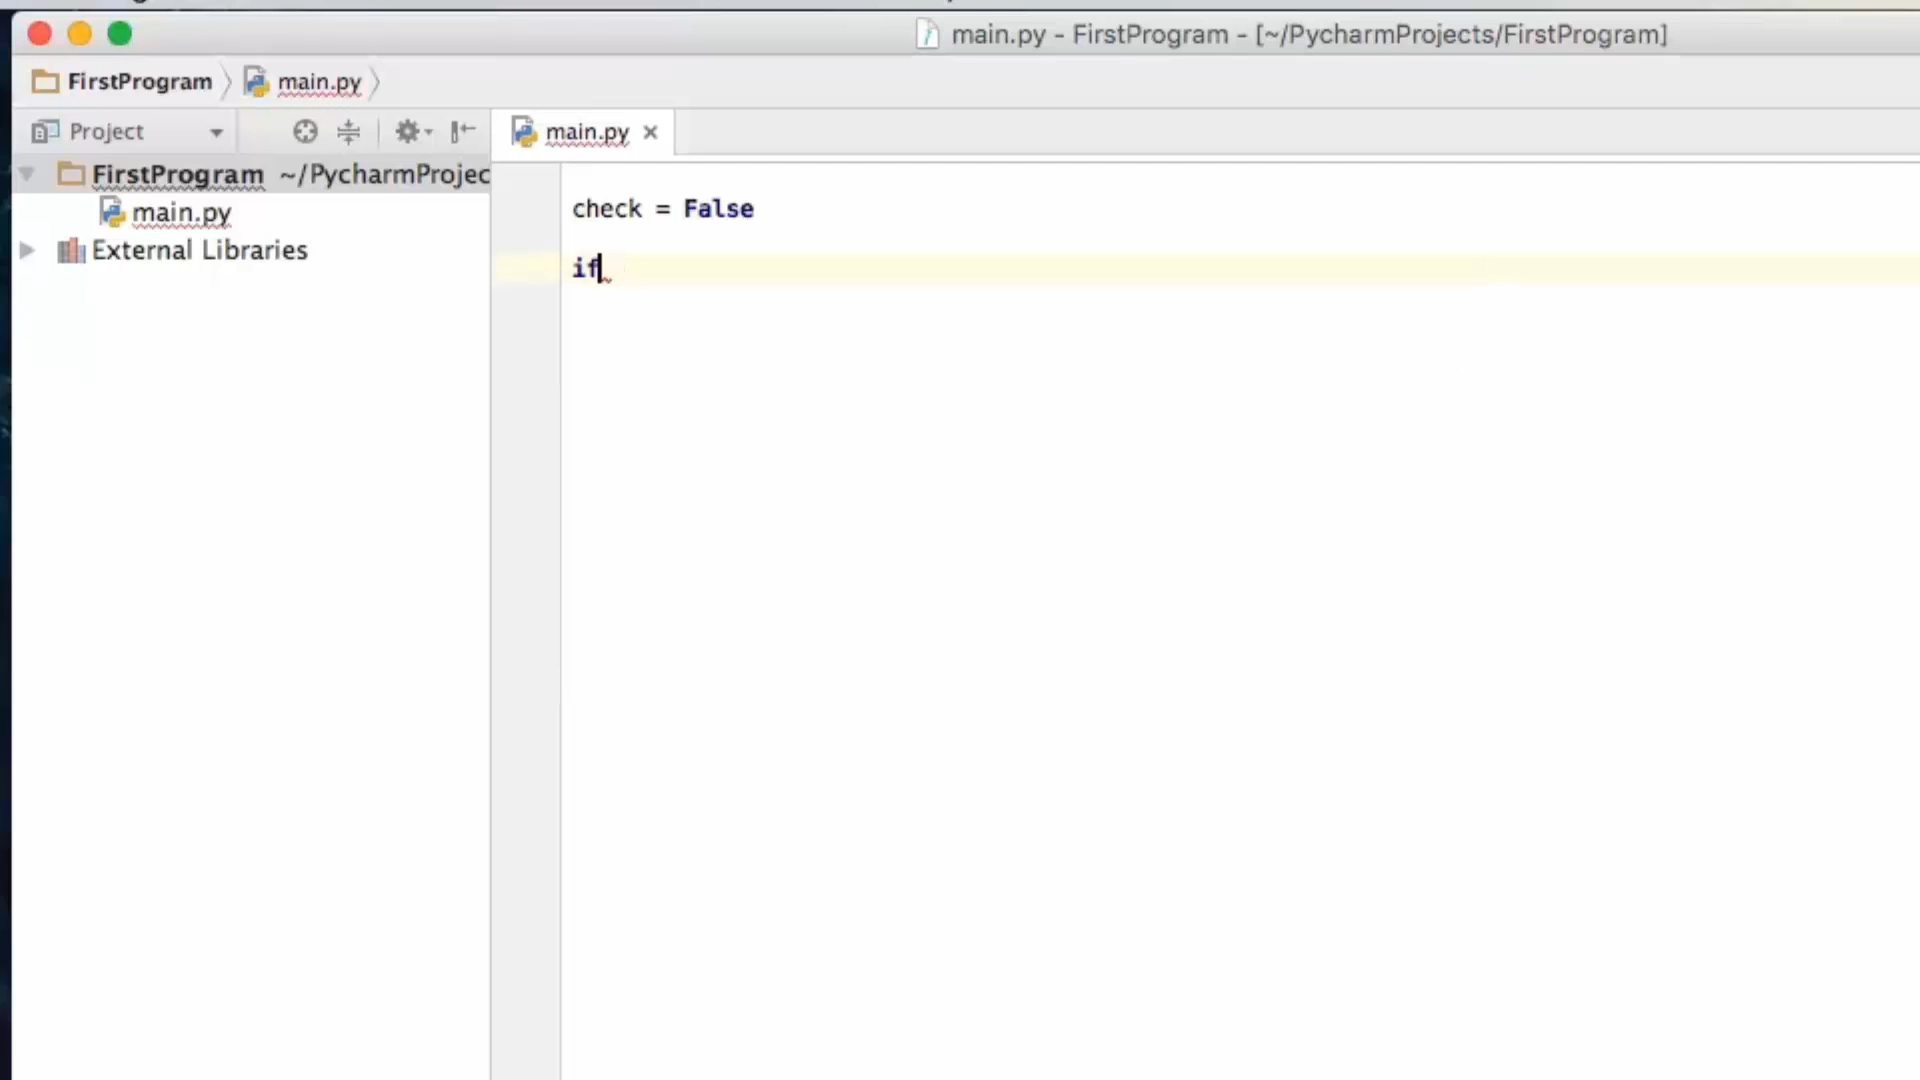 main.py - FirstProgram - [~/PycharmProjects/FirstProgram]
FirstProgram main.py
Project
main.py
FirstProgram ~/PycharmProjec
main.py
External Libraries
check = False
if